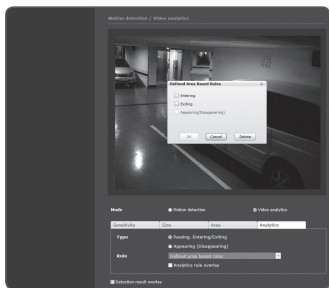 Motion detection / Video analytics
Defined Area Based Rules
Entering
Exiting
Appearing(Disappearing)
OK Cancel Delete
Mode Motion detection Video analytics
Sensitivity Size Area Analytics
Type Passing, Entering/Exiting
Appearing (Disappearing)
Rule Defined area based rules
Analytics rule overlay
Detection result overlay